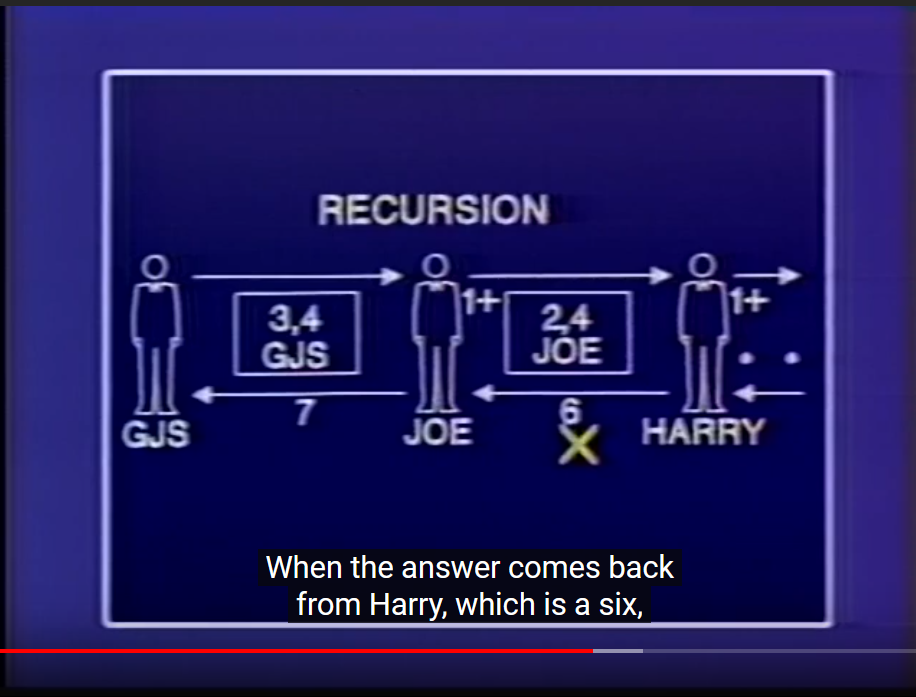 RECURSION
1+
1+
3,4
GJS
2,4
JOE
7
6
X
GJS
JOE
HARRY
When the answer comes back
from Harry, which is a six,